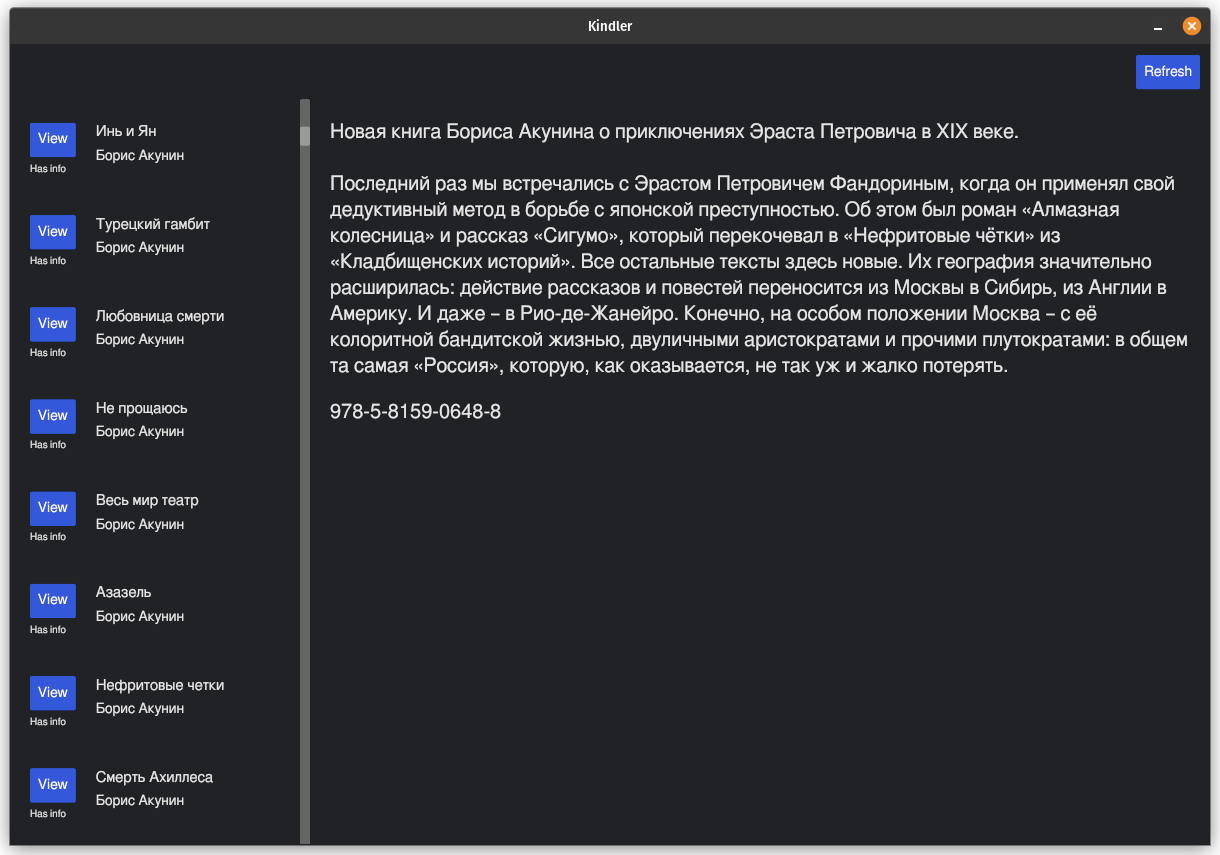 Kindler
Refresh
View
Инь и Ян
Борис Акунин
Has info
View
Турецкий гамбит
Борис Акунин
Has info
View
Любовница смерти
Борис Акунин
Has info
View
Не прощаюсь
Борис Акунин
Has info
View
Весь мир театр
Борис Акунин
Has info
View
Азазель
Борис Акунин
Has info
View
Нефритовые четки
Борис Акунин
Has info
View
Смерть Ахиллеса
Борис Акунин
Has info
Новая книга Бориса Акунина о приключениях Эраста Петровича в XIX веке.
Последний раз мы встречались с Эрастом Петровичем Фандориным, когда он применял свой
дедуктивный метод в борьбе с японской преступностью. Об этом был роман «Алмазная
колесница» и рассказ «Сигумо», который перекочевал в «Нефритовые чётки» из
«Кладбищенских историй». Все остальные тексты здесь новые. Их география значительно
расширилась: действие рассказов и повестей переносится из Москвы в Сибирь, из Англии в
Америку. И даже – в Рио-де-Жанейро. Конечно, на особом положении Москва – с её
колоритной бандитской жизнью, двуличными аристократами и прочими плутократами: в общем
та самая «Россия», которую, как оказывается, не так уж и жалко потерять.
978-5-8159-0648-8